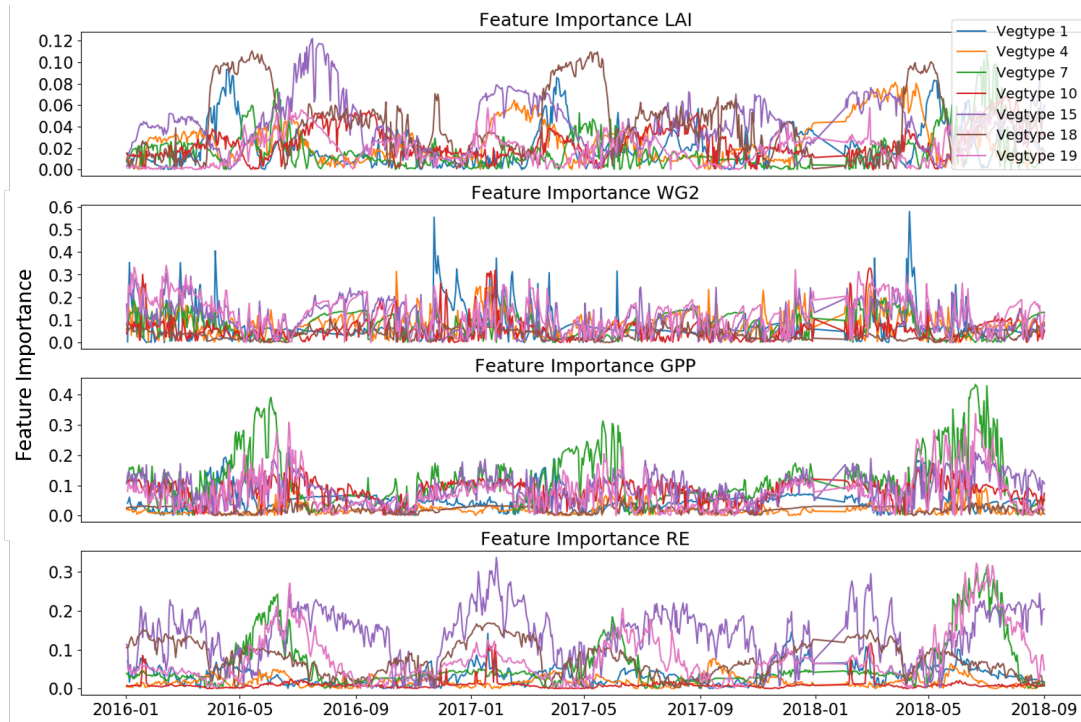 Feature Importance LAI
0.12
0.10
0.08
0.06
0.04
0.02
0.00
Vegtype 1
Vegtype 4
Vegtype 7
Vegtype 10
Vegtype 15
Vegtype 18
Vegtype 19
Feature Importance WG2
0.6
0.5
0.4
0.3
0.2
0.1
0.0
Feature Importance
Feature Importance GPP
0.4
0.3
0.2
0.1
0.0
Feature Importance RE
0.3
0.2
0.1
0.0
2016-01 2016-05 2016-09 2017-01 2017-05 2017-09 2018-01 2018-05 2018-09